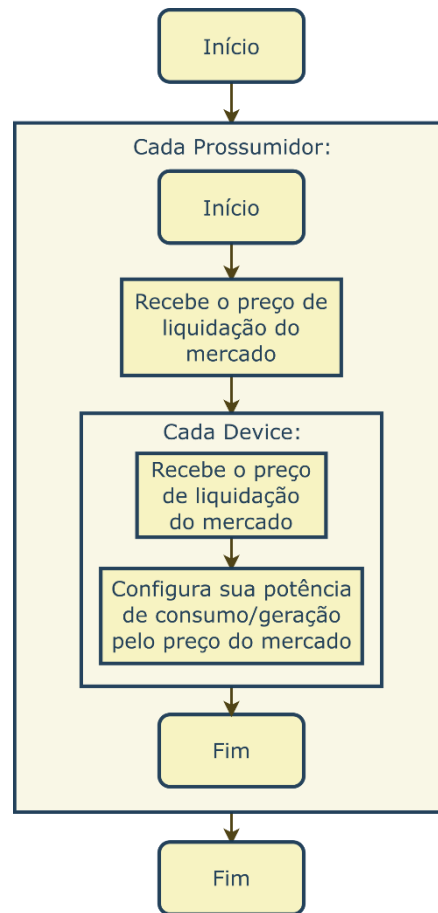 Início
Cada Prossumidor:
Início
Recebe o preço de
liquidação do
mercado
Cada Device:
Recebe o preço
de liquidação
do mercado
Configura sua potência
de consumo/geração
pelo preço do mercado
Fim
Fim